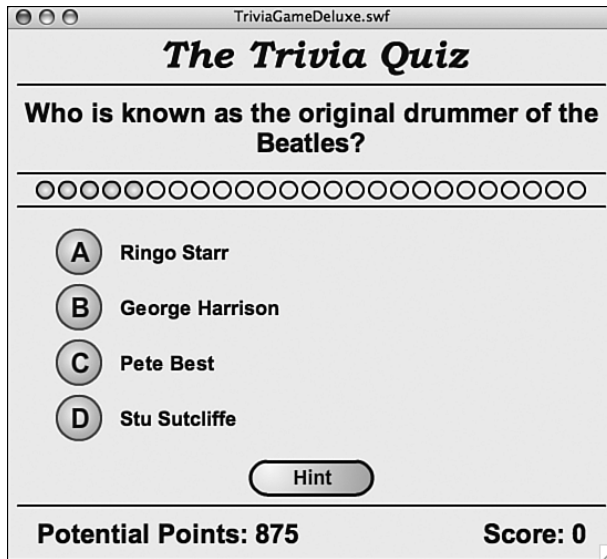 TriviaGameDeluxe.swf
The Trivia Quiz
Who is known as the original drummer of the
Beatles?
A Ringo Starr
B George Harrison
C Pete Best
D Stu Sutcliffe
Hint
Potential Points: 875 Score: 0